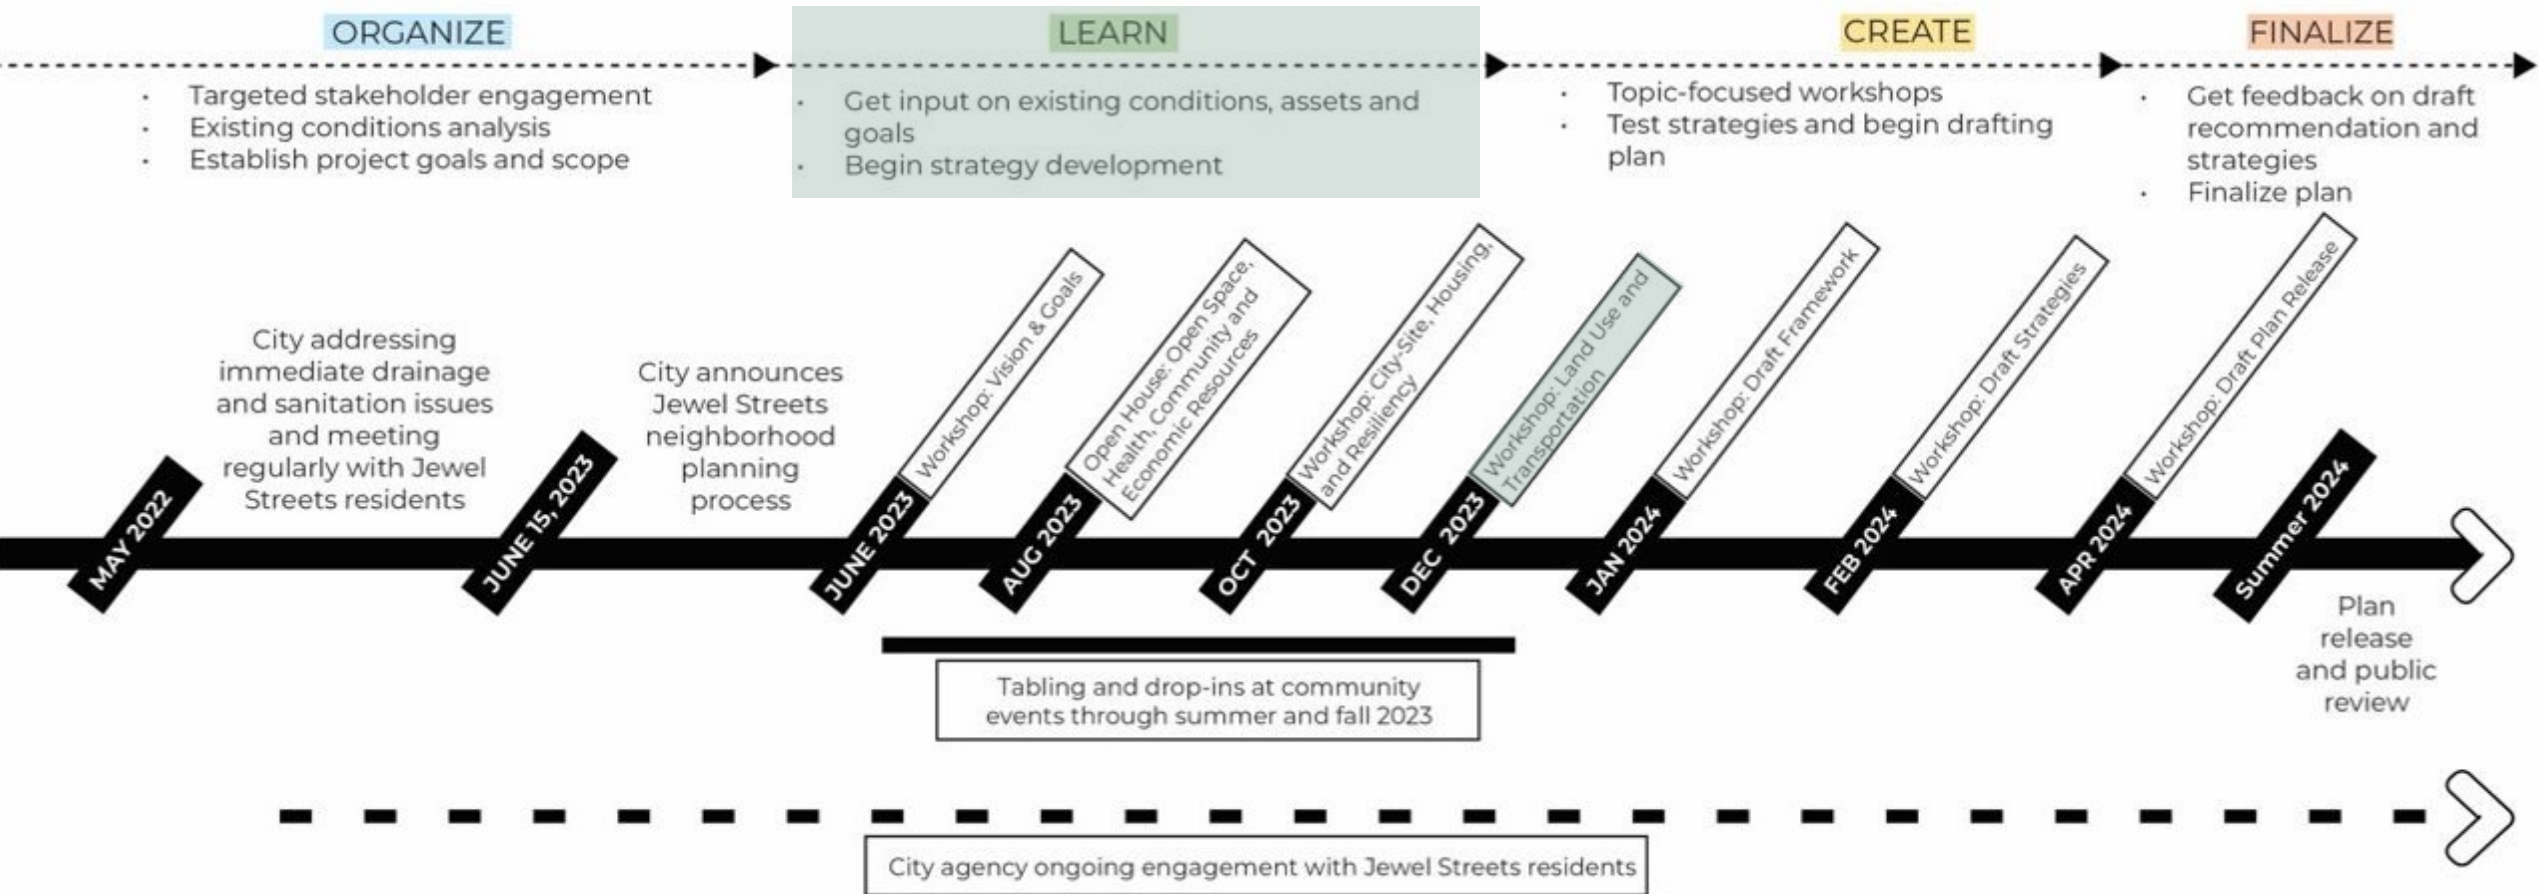 ORGANIZE
• Targeted stakeholder engagement
• Existing conditions analysis
• Establish project goals and scope
LEARN
• Get input on existing conditions, assets and
goals
• Begin strategy development
CREATE
• Topic-focused workshops
• Test strategies and begin drafting
plan
FINALIZE
• Get feedback on draft
recommendation and
strategies
• Finalize plan
MAY 2022
City addressing
immediate drainage
and sanitation issues
and meeting
regularly with Jewel
Streets residents
JUNE 15, 2023
City announces
Jewel Streets
neighborhood
planning
process
JUNE 2023
Workshop: Vision & Goals
AUG 2023
Open House: Open Space,
Health, Community and
Economic Resources
OCT 2023
Workshop: City-Site, Housing,
and Resiliency
DEC 2023
Workshop: Land Use and
Transportation
JAN 2024
Workshop: Draft Framework
FEB 2024
Workshop: Draft Strategies
APR 2024
Workshop: Draft Plan Release
Summer 2024
Plan
release
and public
review
Tabling and drop-ins at community
events through summer and fall 2023
City agency ongoing engagement with Jewel Streets residents